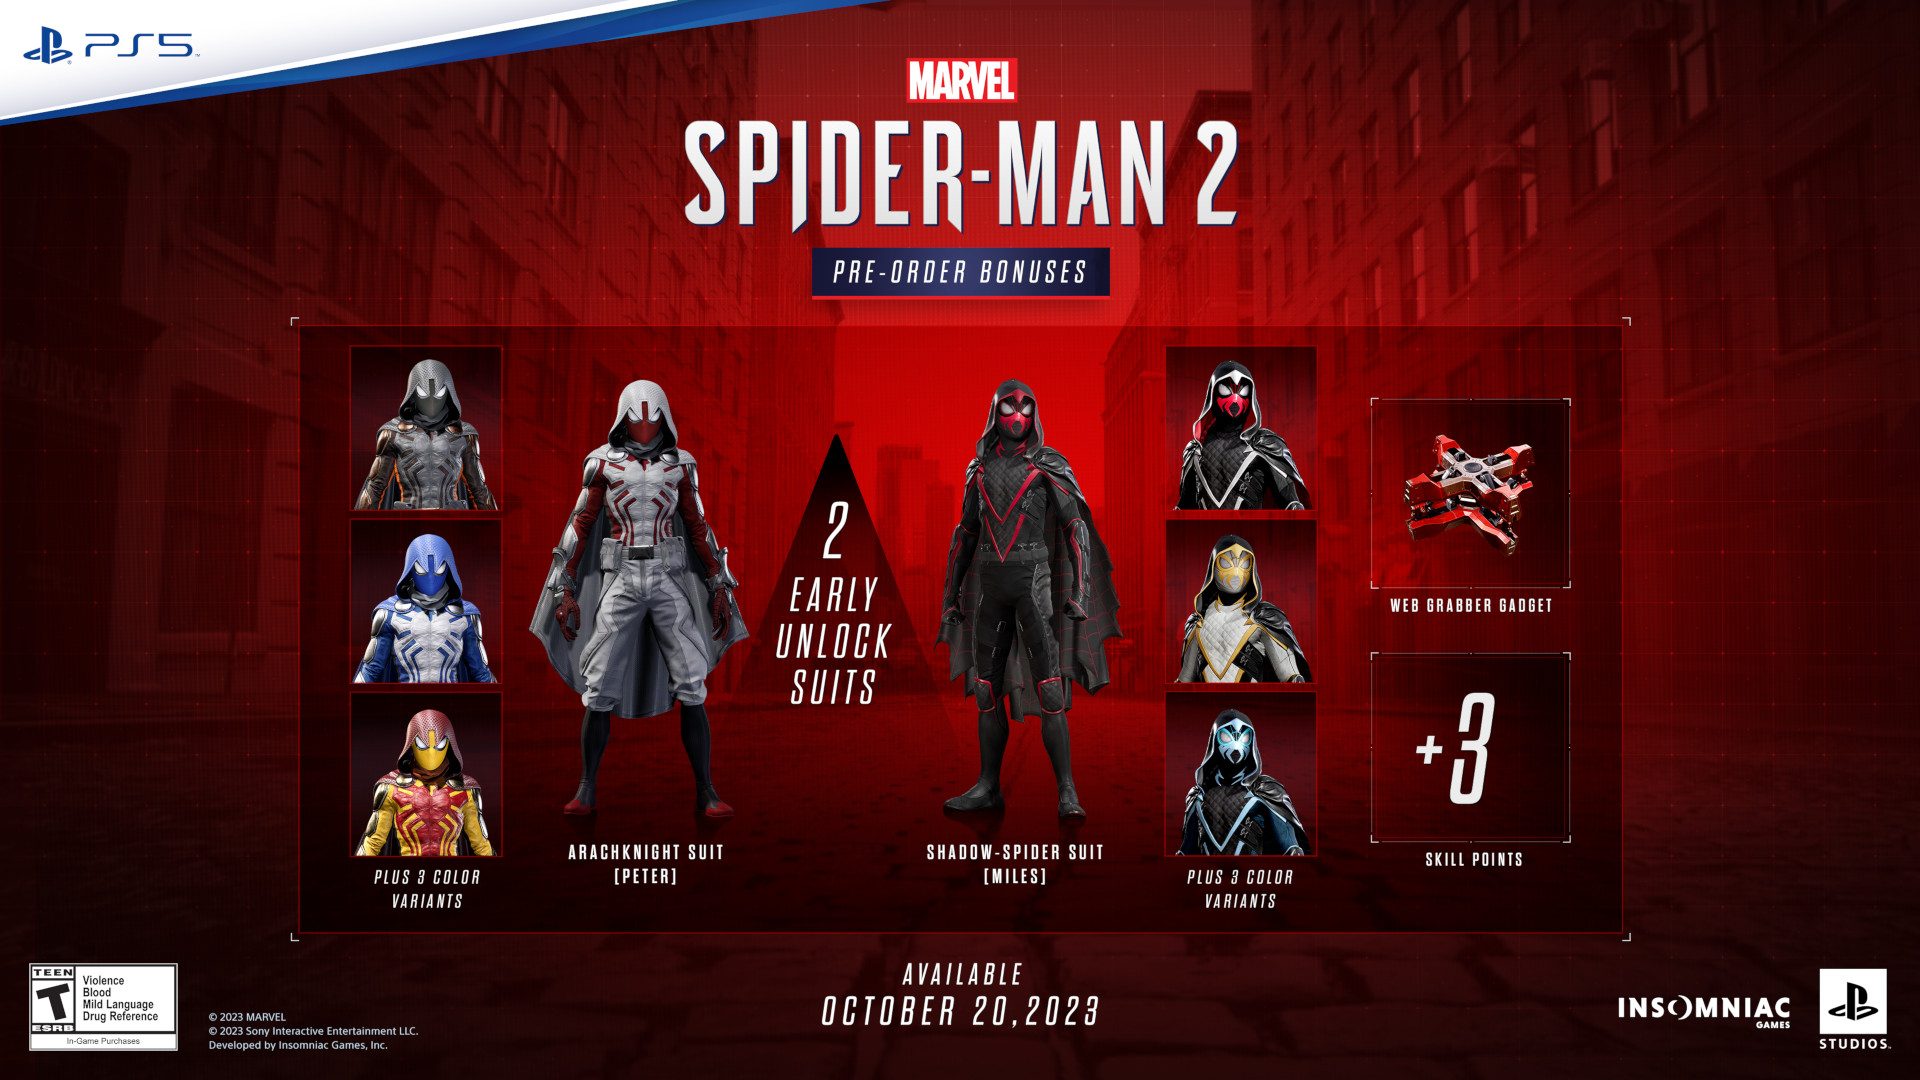 PS5
MARVEL
SPIDER-MAN 2
PRE-ORDER BONUSES
2
EARLY
UNLOCK
SUITS
PLUS 3 COLOR
VARIANTS
ARACHKNIGHT SUIT
[PETER]
SHADOW-SPIDER SUIT
[MILES]
PLUS 3 COLOR
VARIANTS
WEB GRABBER GADGET
+3
SKILL POINTS
AVAILABLE
OCTOBER 20,2023
TEEN
T
ESRB
Violence
Blood
Mild Language
Drug Reference
In-Game Purchases
© 2023 MARVEL
© 2023 Sony Interactive Entertainment LLC.
Developed by Insomniac Games, Inc.
INSOMNIAC
GAMES
STUDIOS